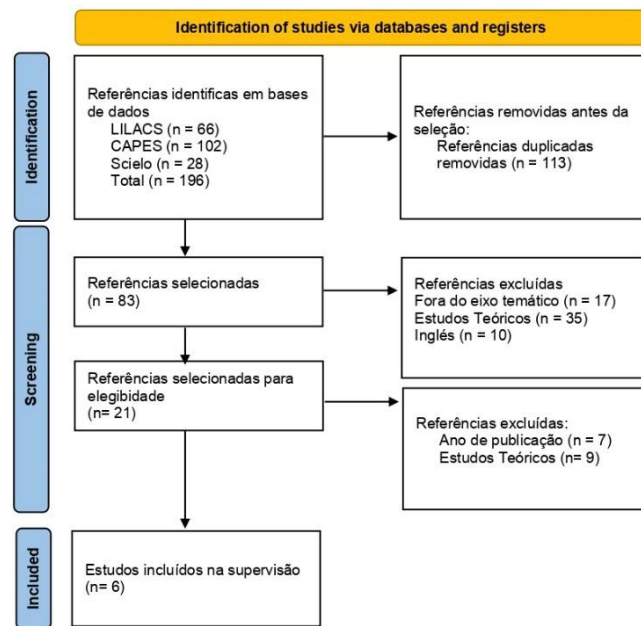 Identification of studies via databases and registers
Identification
Referências identificas em bases de
dados
LILACS (n = 66)
CAPES (n = 102)
Scielo (n = 28)
Total (n = 196)
Referências removidas antes da
seleção:
Referências duplicadas
removidas (n = 113)
Screening
Referências selecionadas
(n = 83)
Referências excluídas
Fora do eixo temático (n = 17)
Estudos Teóricos (n = 35)
Inglés (n = 10)
Referências selecionadas para
elegibidade
(n= 21)
Referências excluídas:
Ano de publicação (n = 7)
Estudos Teóricos (n= 9)
Included
Estudos incluídos na supervisão
(n= 6)